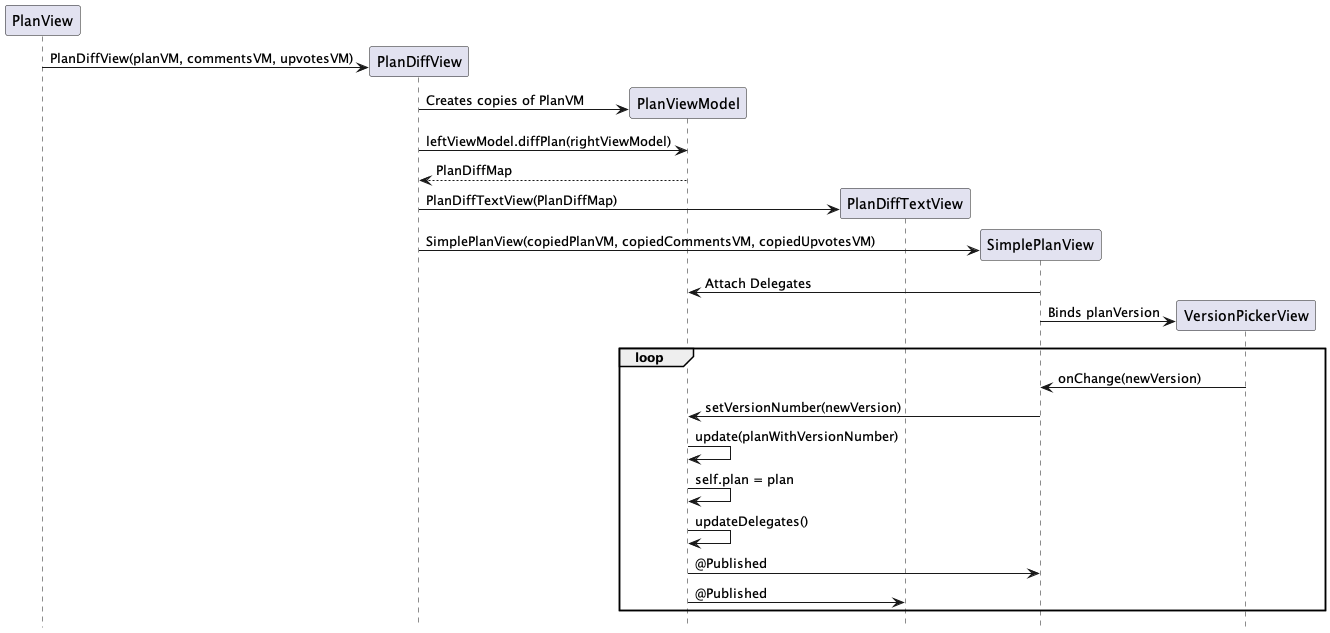 PlanView
PlanDiffView(planVM, commentsVM, upvotesVM)
PlanDiffView
Creates copies of PlanVM
PlanViewModel
leftViewModel.diffPlan(rightViewModel)
PlanDiffMap
PlanDiffTextView(PlanDiffMap)
PlanDiffTextView
SimplePlanView(copiedPlanVM, copiedCommentsVM, copiedUpvotesVM)
SimplePlanView
Attach Delegates
Binds planVersion
VersionPickerView
loop
onChange(newVersion)
setVersionNumber(newVersion)
update(planWithVersionNumber)
self.plan = plan
updateDelegates()
@Published
@Published